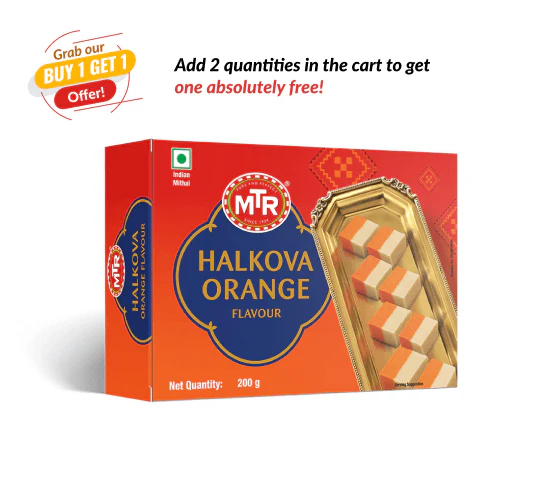 Grab our
BUY 1 GET 1
Offer!
Add 2 quantities in the cart to get
one absolutely free!
Indian
Mithai
MTR
SINCE 1924
HALKOVA
ORANGE
FLAVOUR
Net Quantity: 200 g
Serving Suggestion
MTR
HALKOVA
ORANGE FLAVOUR